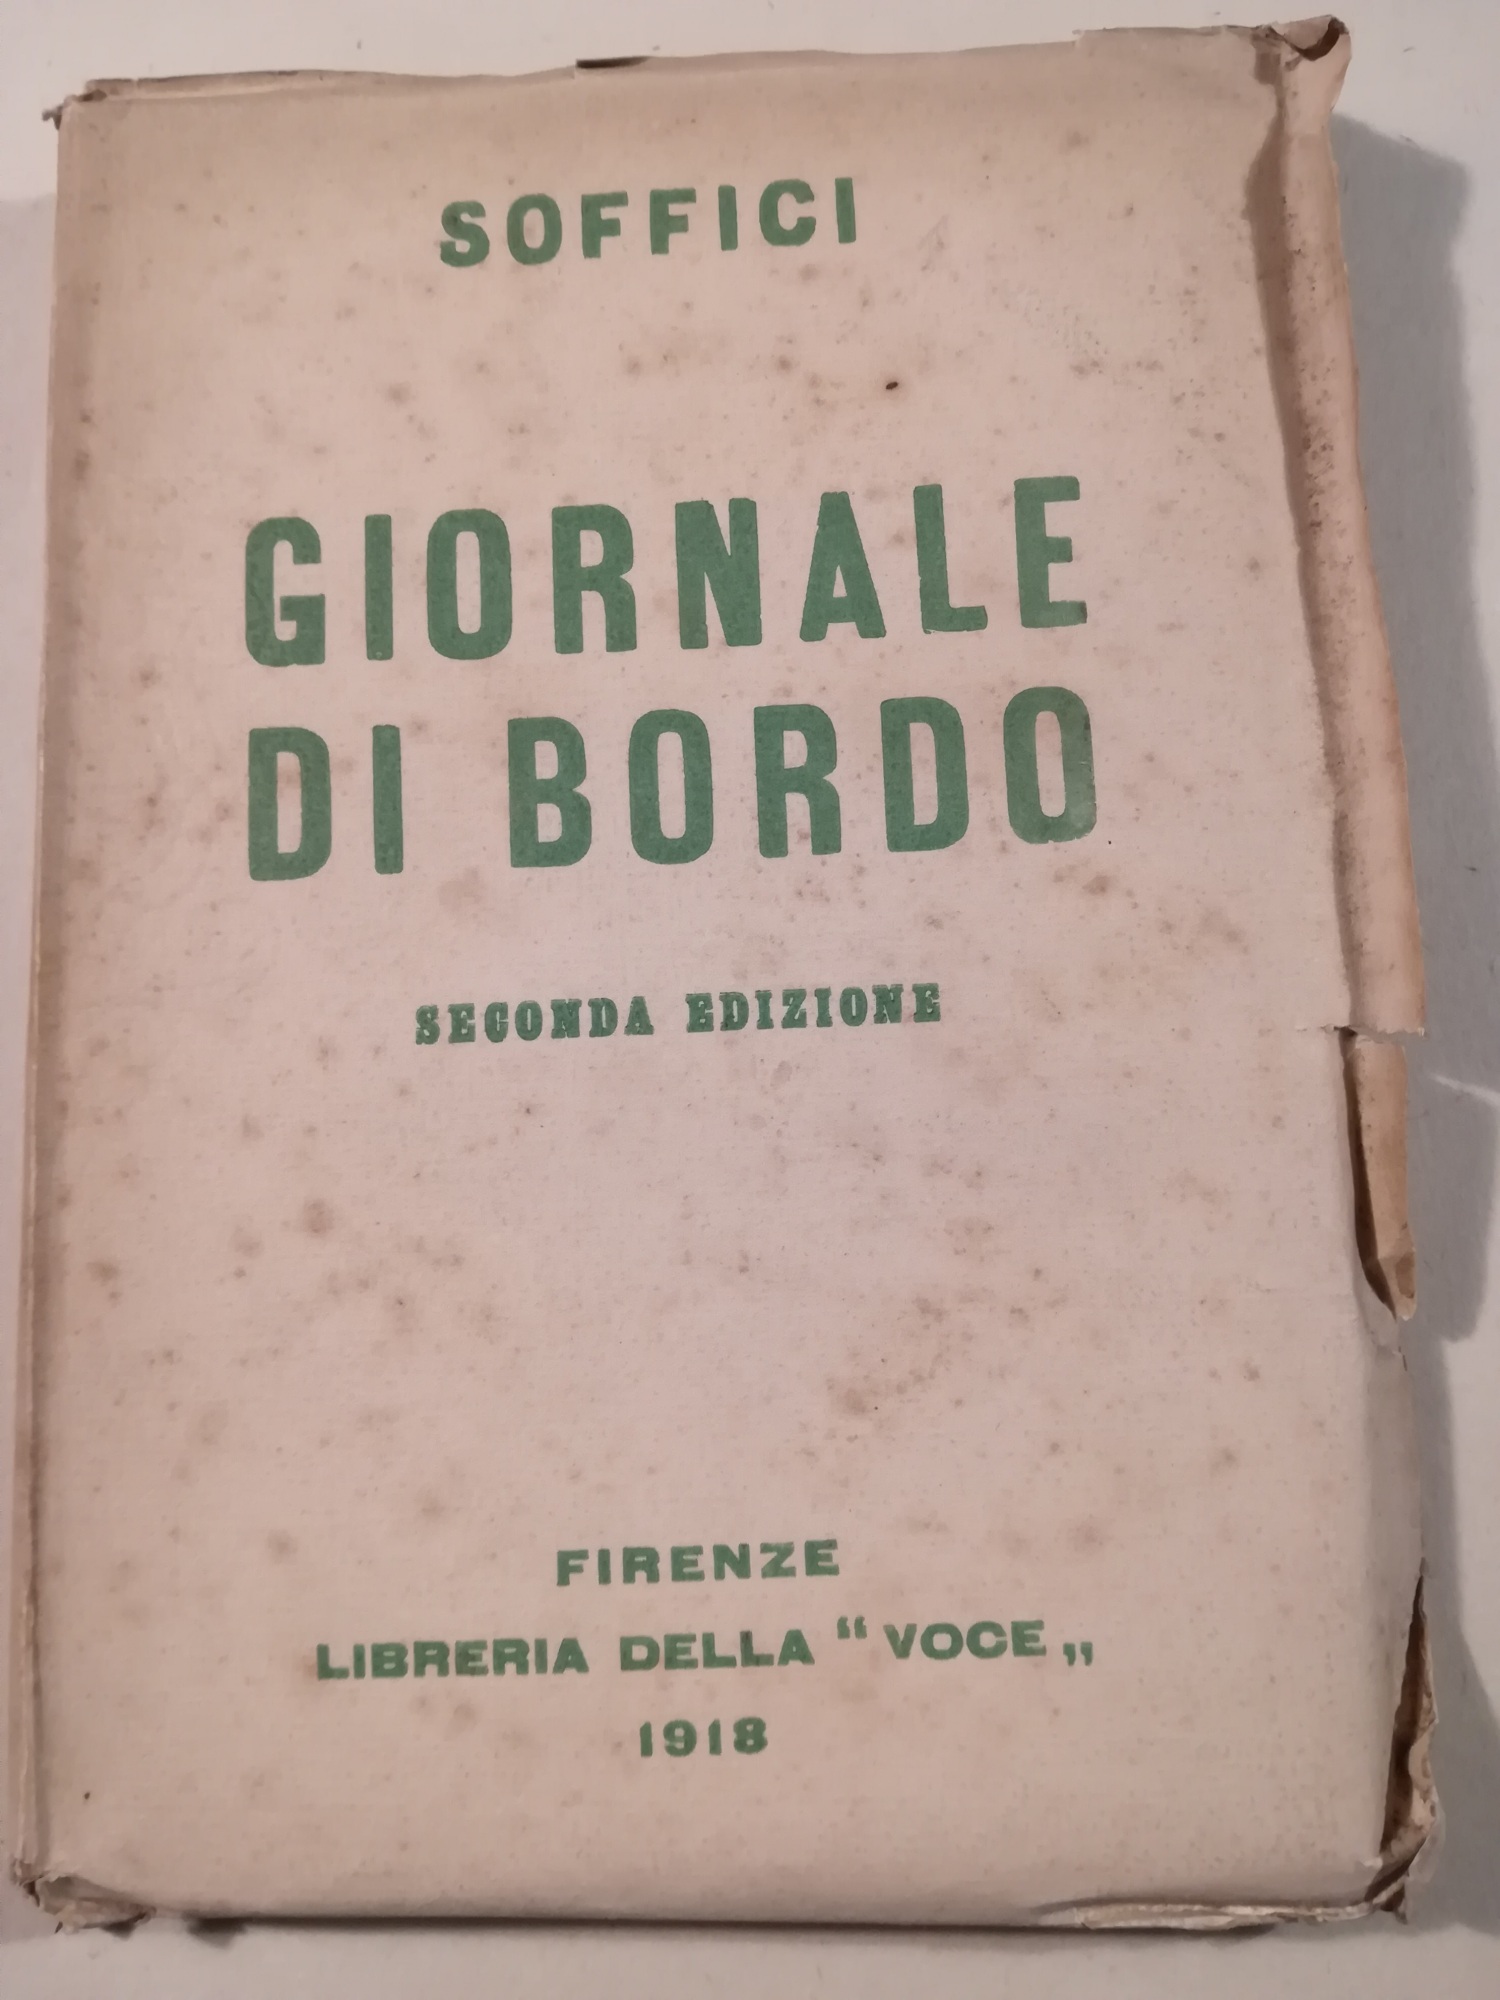 SOFFICI
GIORNALE
DI BORDO
SECONDA EDIZIONE
FIRENZE
LIBRERIA DELLA “ VOCE „
1918